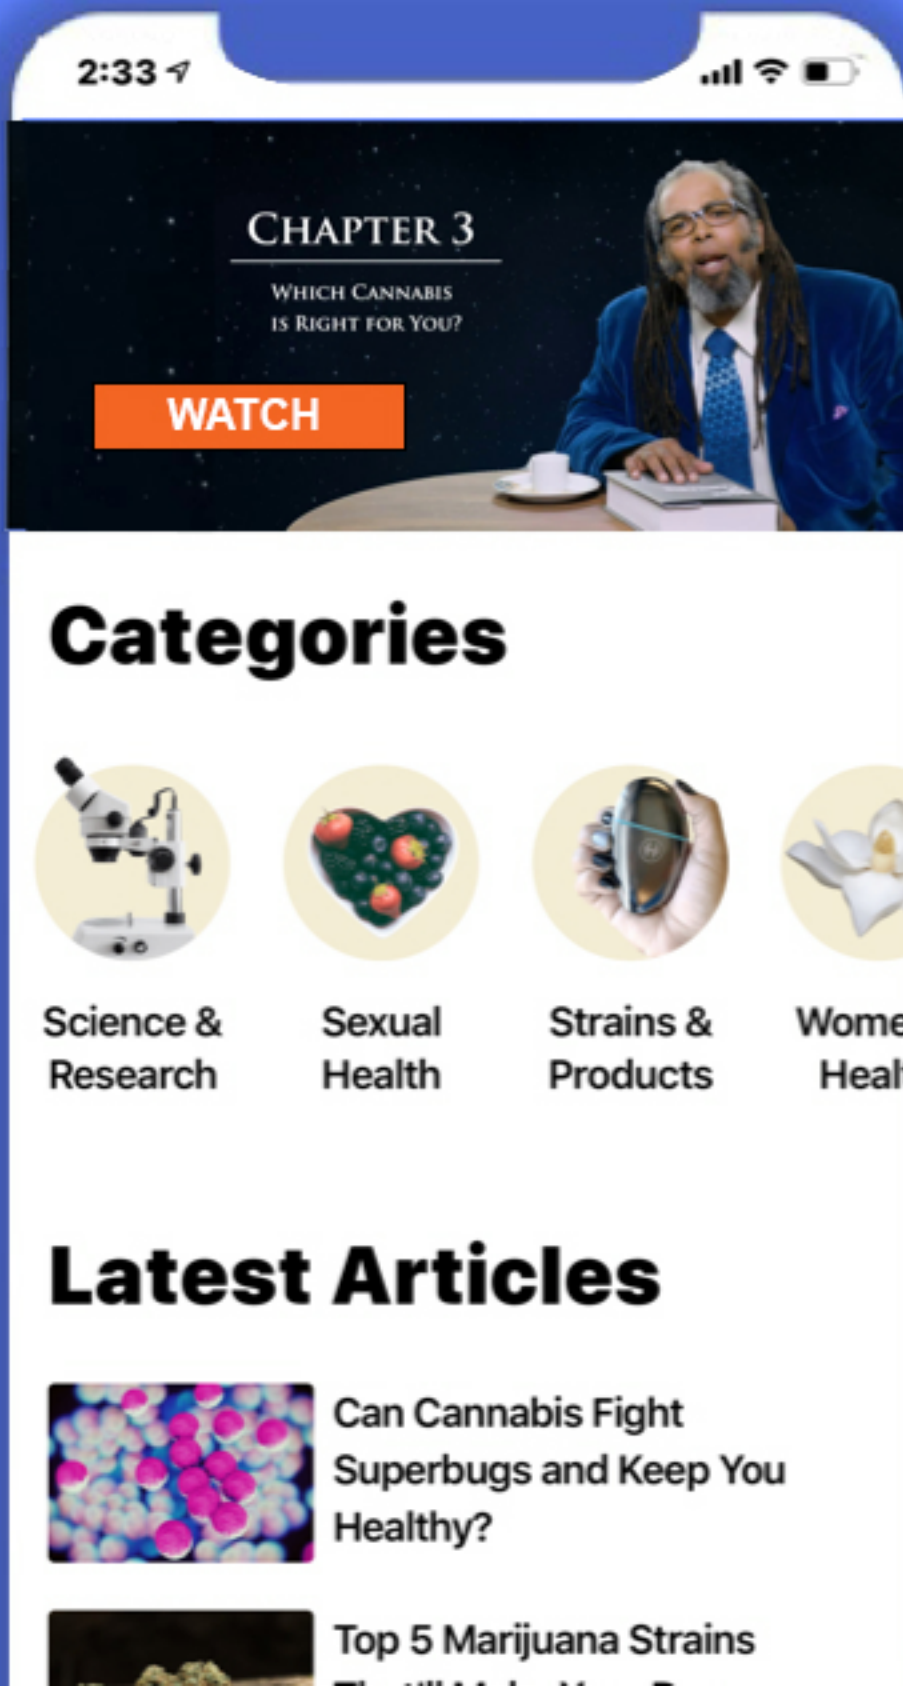 2:33
CHAPTER 3
WHICH CANNABIS
IS RIGHT FOR YOU?
WATCH
Categories
Science &
Research
Sexual
Health
Strains &
Products
Latest Articles
Can Cannabis Fight
Superbugs and Keep You
Healthy?
Top 5 Marijuana Strains